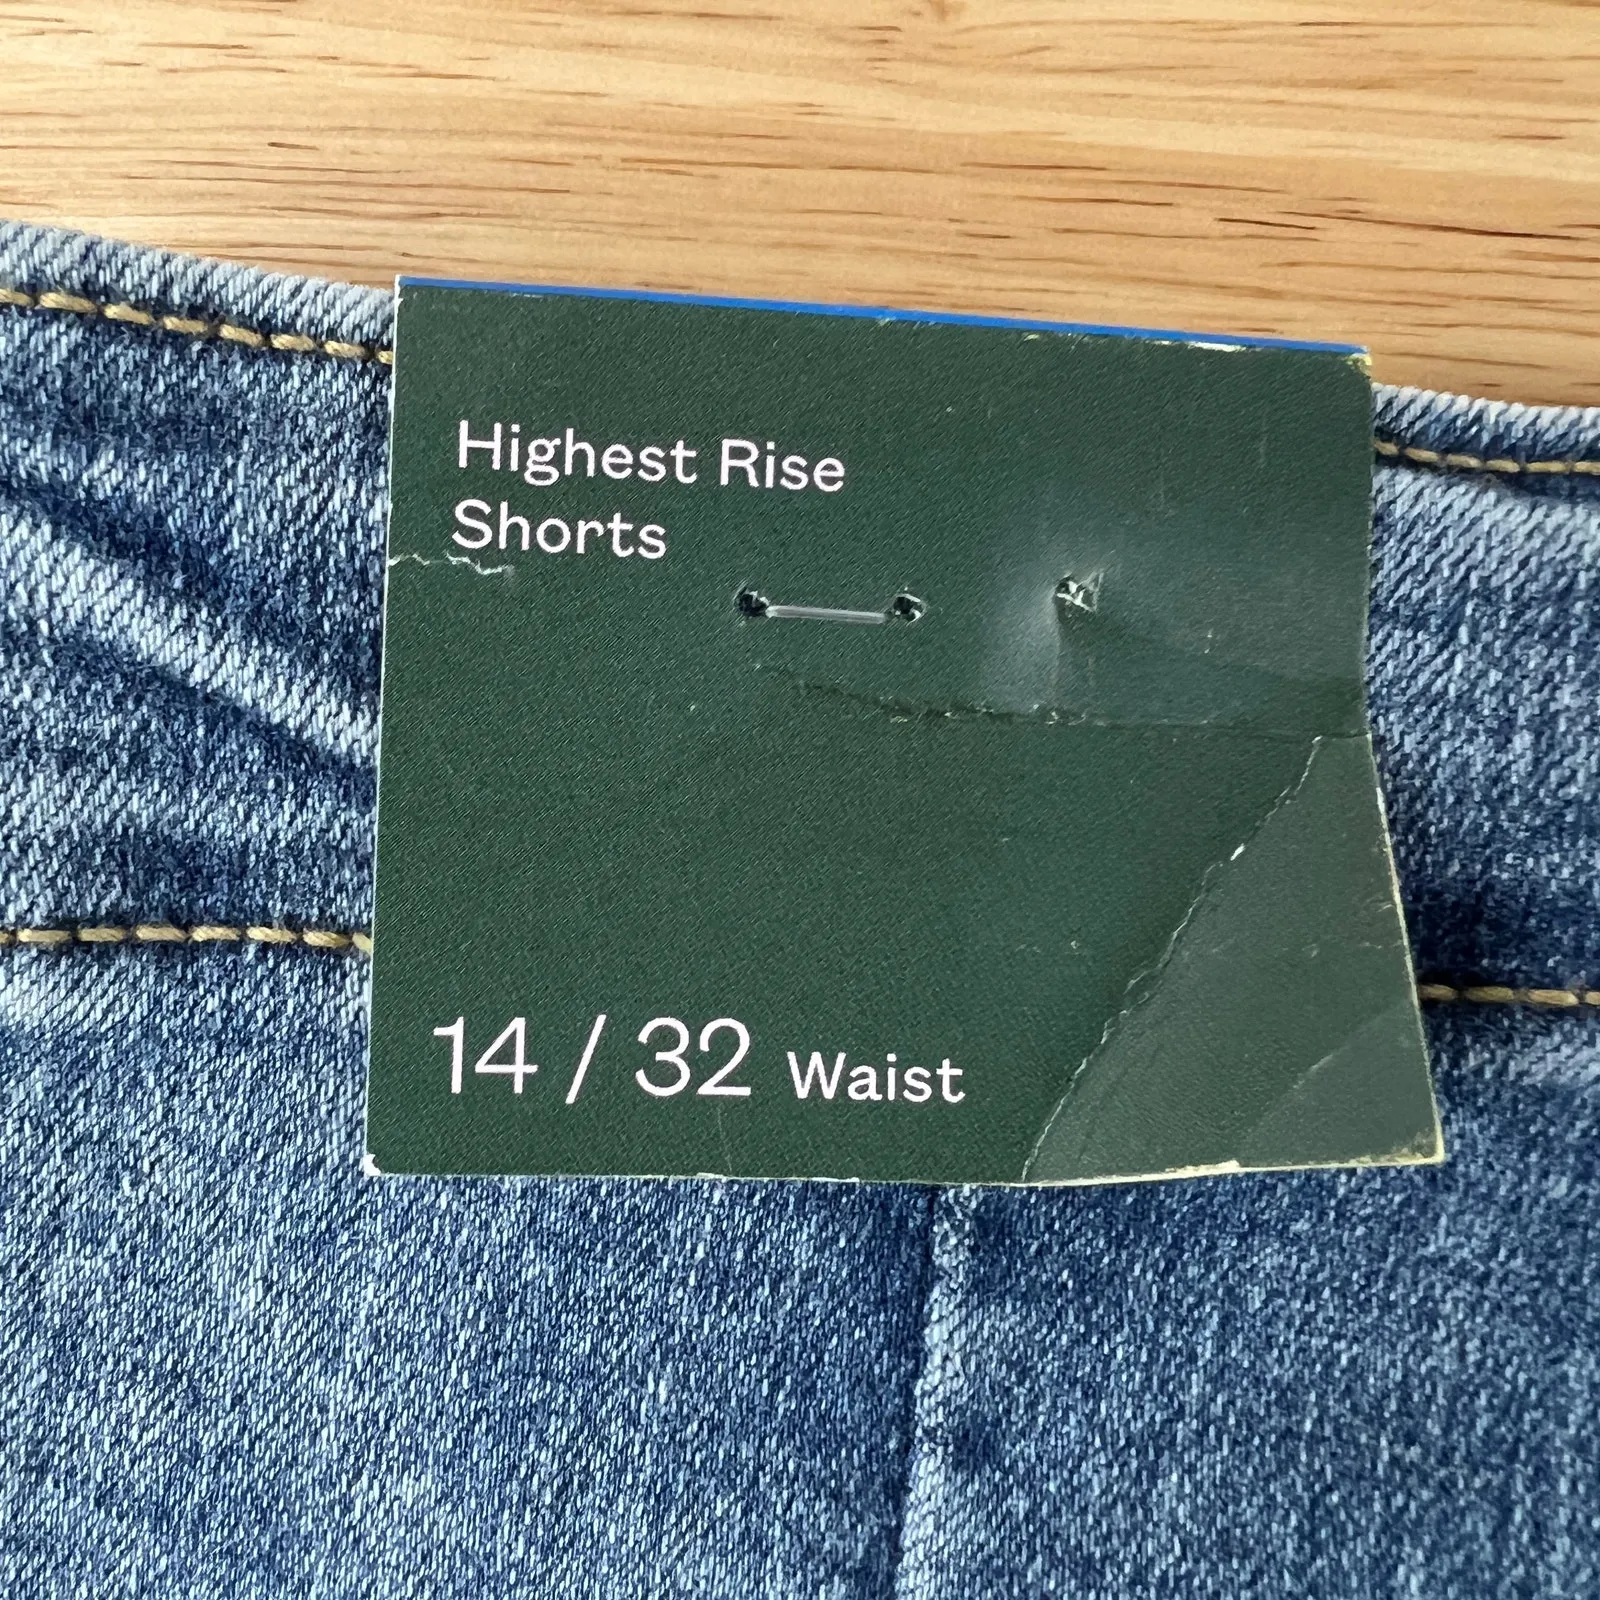 Highest Rise
Shorts
14 / 32 Waist